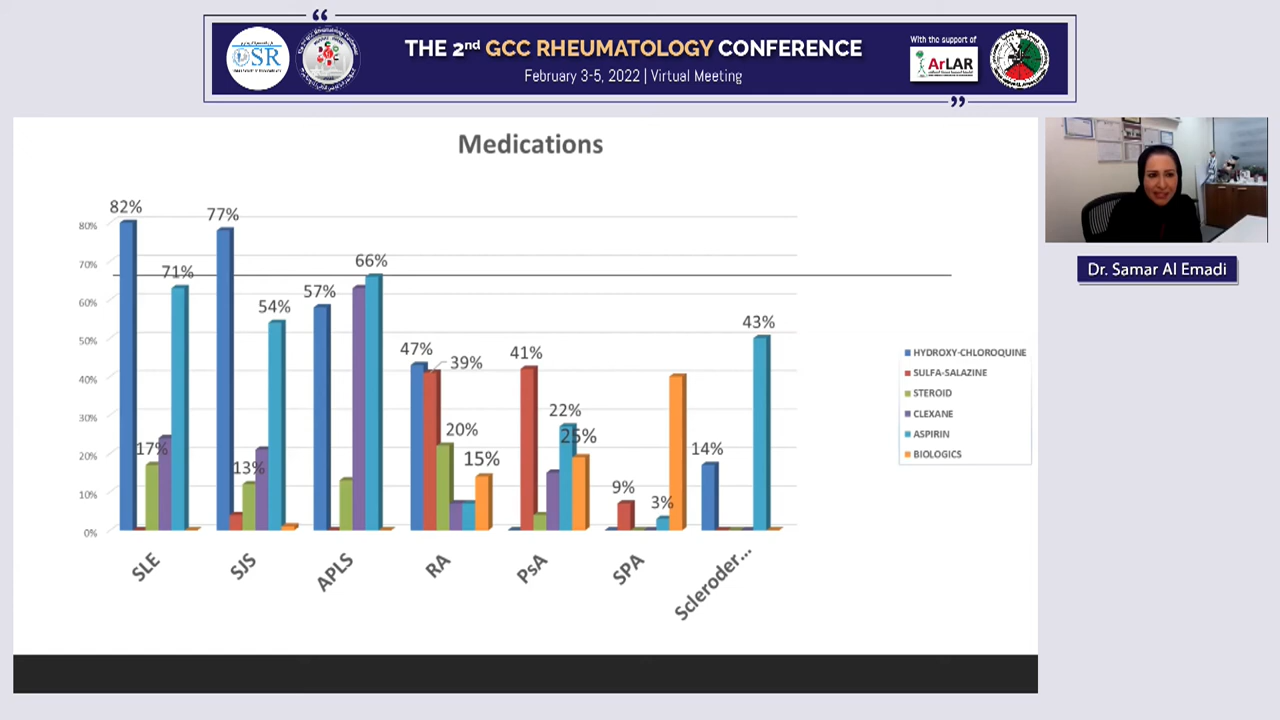 “
THE 2nd GCC RHEUMATOLOGY CONFERENCE
February 3-5, 2022 | Virtual Meeting
With the support of
SR
ArLAR
”
Medications
82%
77%
71%
54%
57%
66%
47%
39%
41%
43%
17%
13%
20%
15%
22%
25%
9%
3%
14%
80%
70%
60%
50%
40%
30%
20%
10%
0%
SLE
SJS
APLS
RA
PsA
SPA
Scleroder...
HYDROXY-CHLOROQUINE
SULFA-SALAZINE
STEROID
CLEXANE
ASPIRIN
BIOLOGICS
Dr. Samar Al Emadi